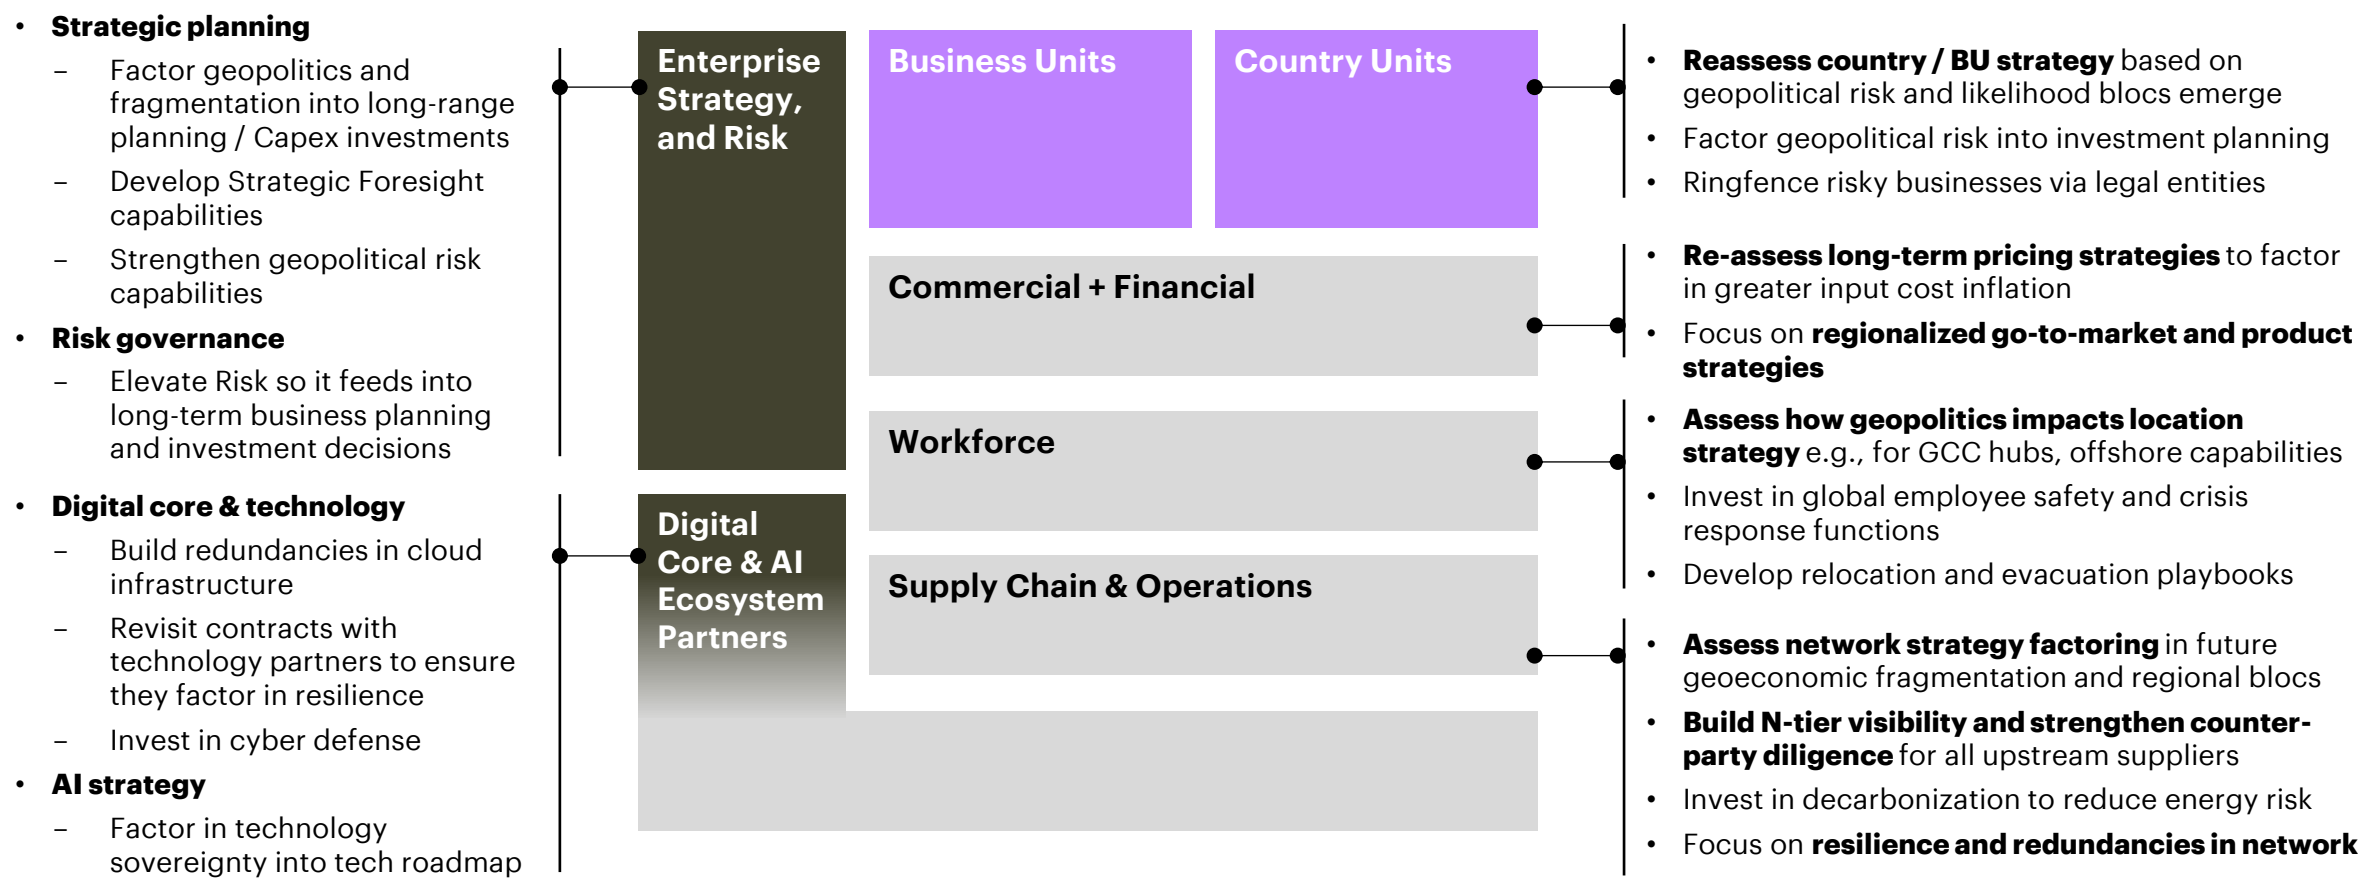 • Strategic planning
– Factor geopolitics and
fragmentation into long-range
planning / Capex investments
– Develop Strategic Foresight
capabilities
– Strengthen geopolitical risk
capabilities
• Risk governance
– Elevate Risk so it feeds into
long-term business planning
and investment decisions
• Digital core & technology
– Build redundancies in cloud
infrastructure
– Revisit contracts with
technology partners to ensure
they factor in resilience
– Invest in cyber defense
• AI strategy
– Factor in technology
sovereignty into tech roadmap
Enterprise
Strategy,
and Risk
Digital
Core & AI
Ecosystem
Partners
Business Units
Country Units
Commercial + Financial
Workforce
Supply Chain & Operations
• Reassess country / BU strategy based on
geopolitical risk and likelihood blocs emerge
• Factor geopolitical risk into investment planning
• Ringfence risky businesses via legal entities
• Re-assess long-term pricing strategies to factor
in greater input cost inflation
• Focus on regionalized go-to-market and product
strategies
• Assess how geopolitics impacts location
strategy e.g., for GCC hubs, offshore capabilities
• Invest in global employee safety and crisis
response functions
• Develop relocation and evacuation playbooks
• Assess network strategy factoring in future
geoeconomic fragmentation and regional blocs
• Build N-tier visibility and strengthen counter-
party diligence for all upstream suppliers
• Invest in decarbonization to reduce energy risk
• Focus on resilience and redundancies in network